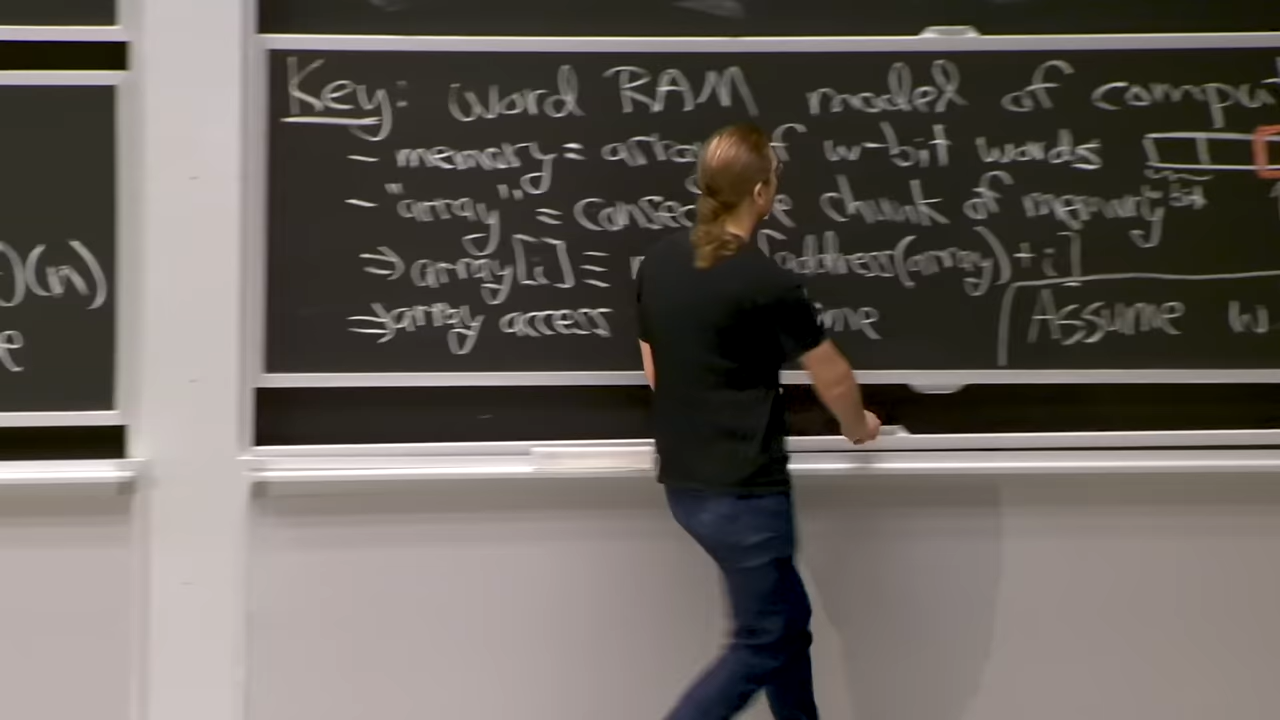 )(n)
e
Key: word RAM model of comput
- memory = array of w-bit words
- "array" = consec e chunk of memory
⇒ array[i] = address(array) + i]
⇒ array access me
Assume w